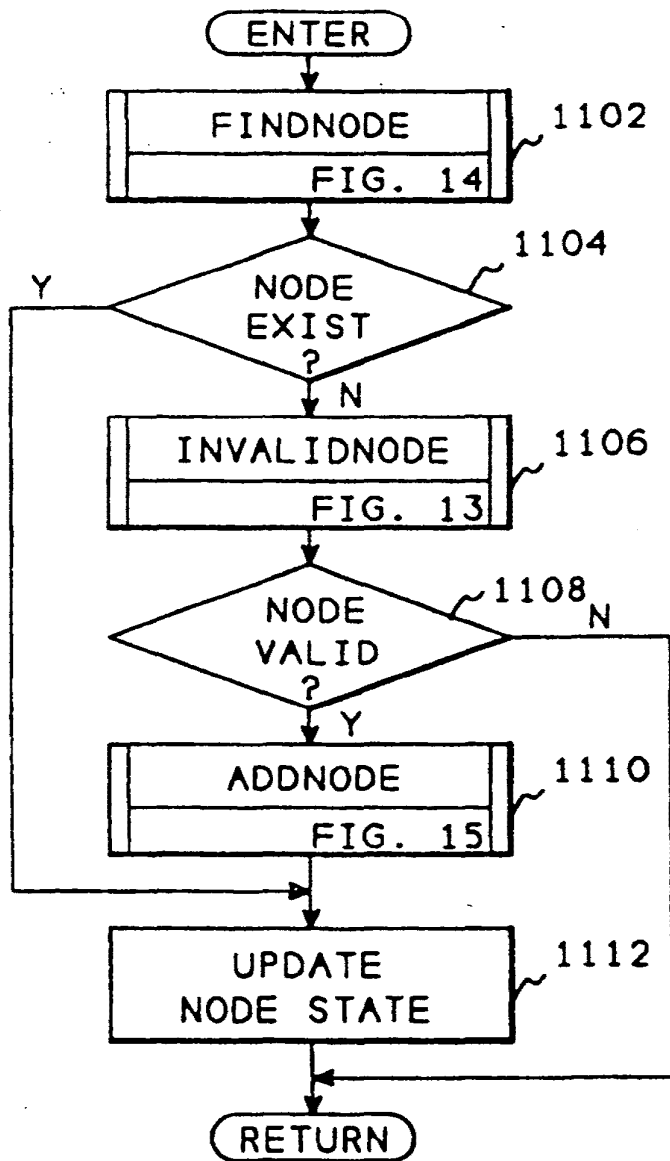 ENTER
FINDNODE
FIG. 14
1102
1104
Y
NODE
EXIST
?
N
INVALIDNODE
FIG. 13
1106
1108
NODE
VALID
?
N
Y
ADDNODE
FIG. 15
1110
UPDATE
NODE STATE
1112
RETURN